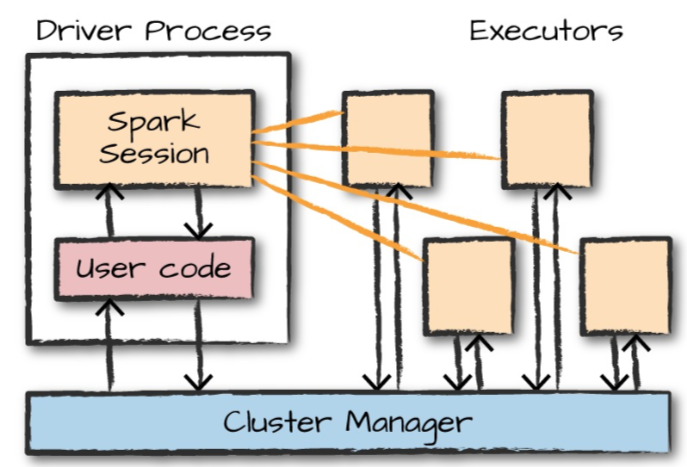 Driver Process
Executors
Spark
Session
User code
Cluster Manager